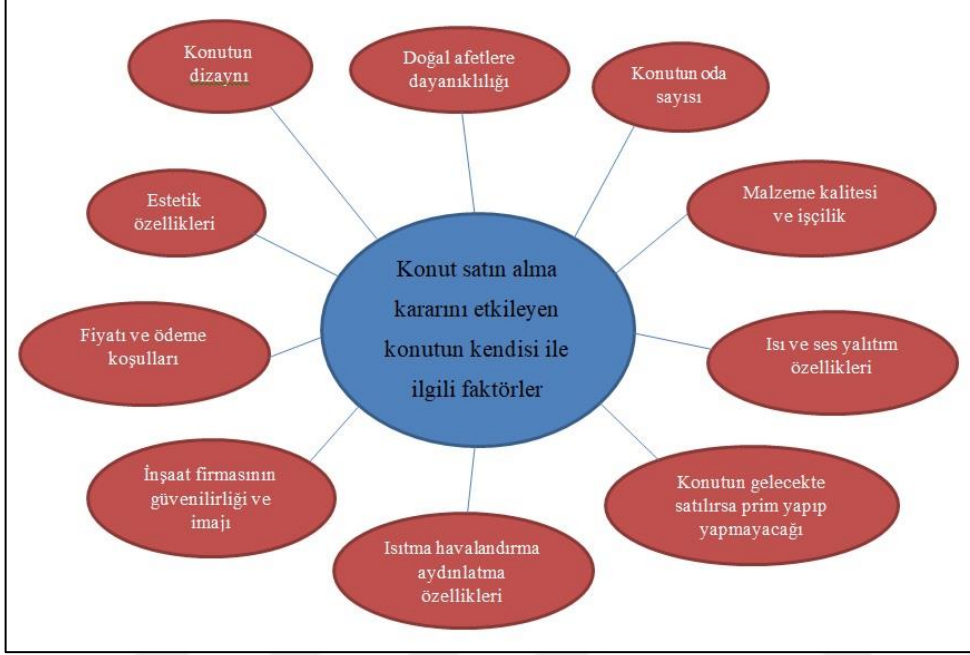 Konutun
dizaynı
Doğal afetlere
dayanıklılığı
Konutun oda
sayısı
Estetik
özellikleri
Malzeme kalitesi
ve işçilik
Konut satın alma
kararını etkileyen
konutun kendisi ile
ilgili faktörler
Fiyatı ve ödeme
koşulları
Isı ve ses yalıtım
özellikleri
İnşaat firmasının
güvenilirliği ve
imajı
Konutun gelecekte
satılırsa prim yapıp
yapmayacağı
Isıtma havalandırma
aydınlatma
özellikleri